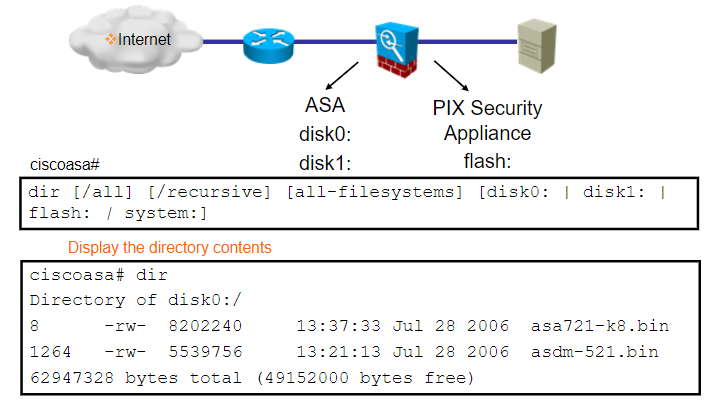 ❖Internet
ASA
disk0:
disk1:
PIX Security
Appliance
flash:
ciscoasa#
dir [/all] [/recursive] [all-filesystems] [disk0: | disk1: |
flash: / system:]
Display the directory contents
ciscoasa# dir
Directory of disk0:/
8 -rw- 8202240 13:37:33 Jul 28 2006 asa721-k8.bin
1264 -rw- 5539756 13:21:13 Jul 28 2006 asdm-521.bin
62947328 bytes total (49152000 bytes free)